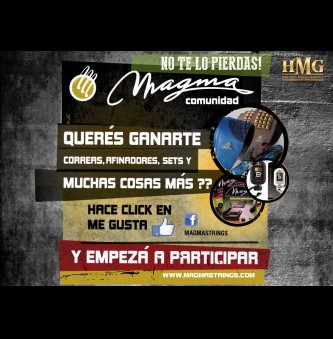 NO TE LO PIERDAS!
HMG
Magma
comunidad
QUERÉS GANARTE
CORREAS, AFINADORES, SETS Y
MUCHAS COSAS MÁS ??
HACE CLICK EN
ME GUSTA
MAGMASTRINGS
Y EMPEZÁ A PARTICIPAR
WWW.MAGMASTRINGS.COM